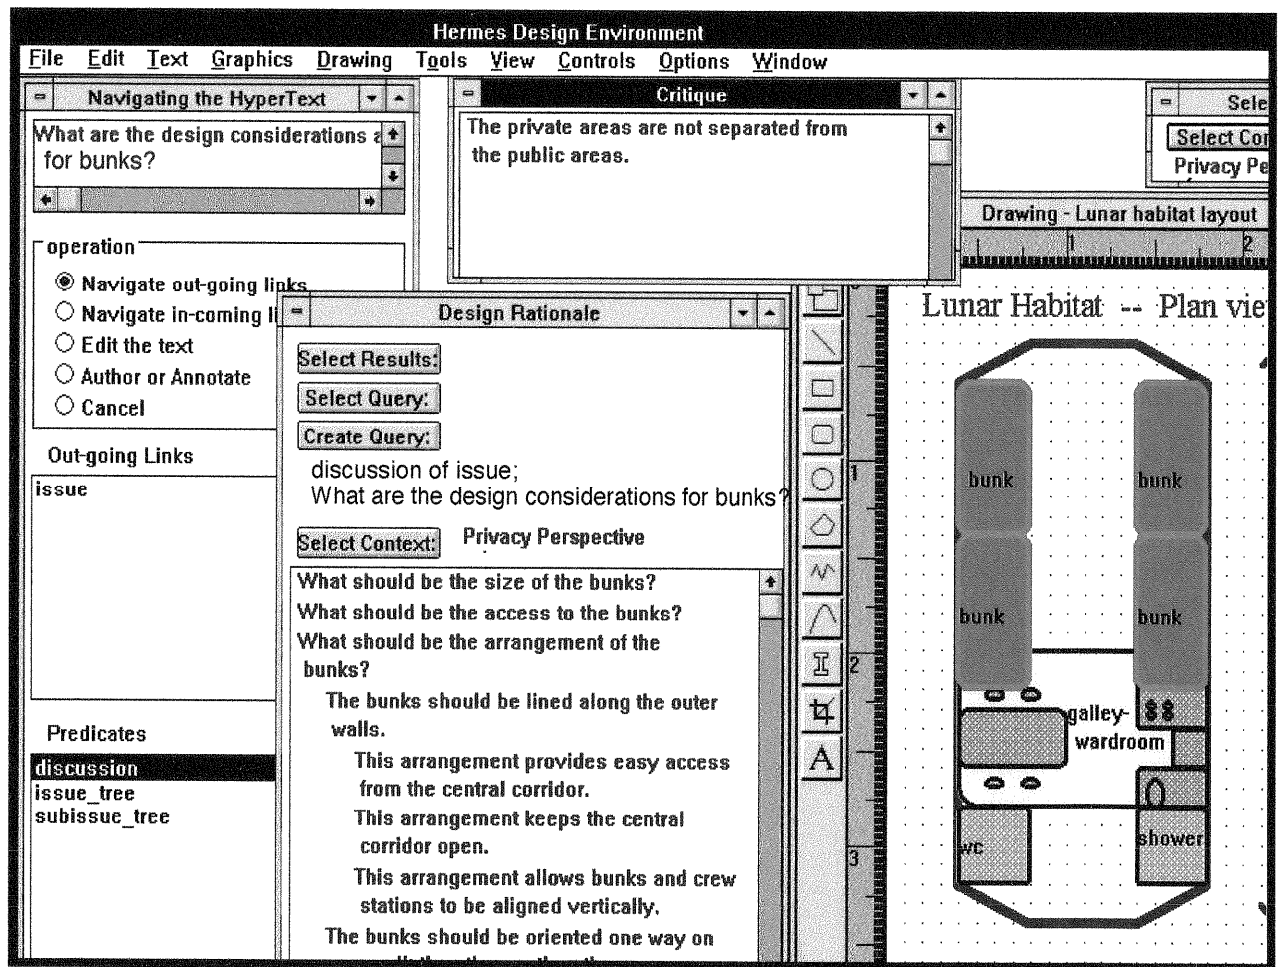 Hermes Design Environment
File Edit Text Graphics Drawing Tools View Controls Options Window
Navigating the HyperText
What are the design considerations a
for bunks?
operation
Navigate out-going links
Navigate in-coming li
Edit the text
Author or Annotate
Cancel
Out-going Links
issue
Predicates
discussion
issue_tree
subissue_tree
Critique
The private areas are not separated from
the public areas.
Design Rationale
Select Results:
Select Query:
Create Query:
discussion of issue;
What are the design considerations for bunks?
Select Context: Privacy Perspective
What should be the size of the bunks?
What should be the access to the bunks?
What should be the arrangement of the
bunks?
The bunks should be lined along the outer
walls.
This arrangement provides easy access
from the central corridor.
This arrangement keeps the central
corridor open.
This arrangement allows bunks and crew
stations to be aligned vertically.
The bunks should be oriented one way on
Sele
Select Con
Privacy Pe
Drawing - Lunar habitat layout
1 2
1
2
3
A
Lunar Habitat -- Plan vie
bunk bunk
bunk bunk
galley-
wardroom
wc shower